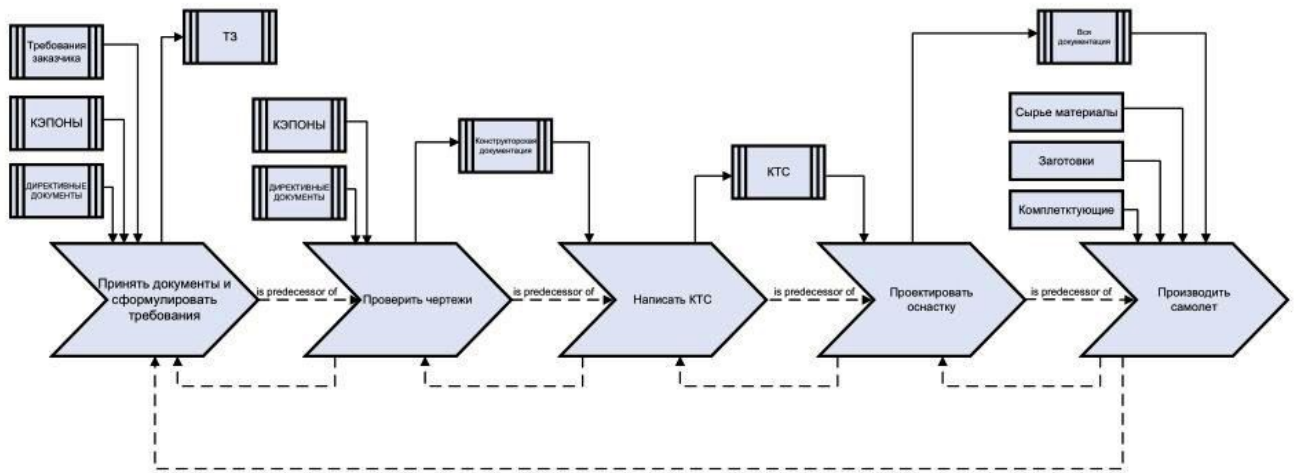 Требования
заказчика
ТЗ
КЭПОНЫ
ДИРЕКТИВНЫЕ
ДОКУМЕНТЫ
КЭПОНЫ
ДИРЕКТИВНЫЕ
ДОКУМЕНТЫ
Конструкторская
документация
КТС
Вся
документация
Сырье материалы
Заготовки
Комплетктующие
Принять документы и
сформулировать
требования
is predecessor of
Проверить чертежи
is predecessor of
Написать КТС
is predecessor of
Проектировать
оснастку
is predecessor of
Производить
самолет